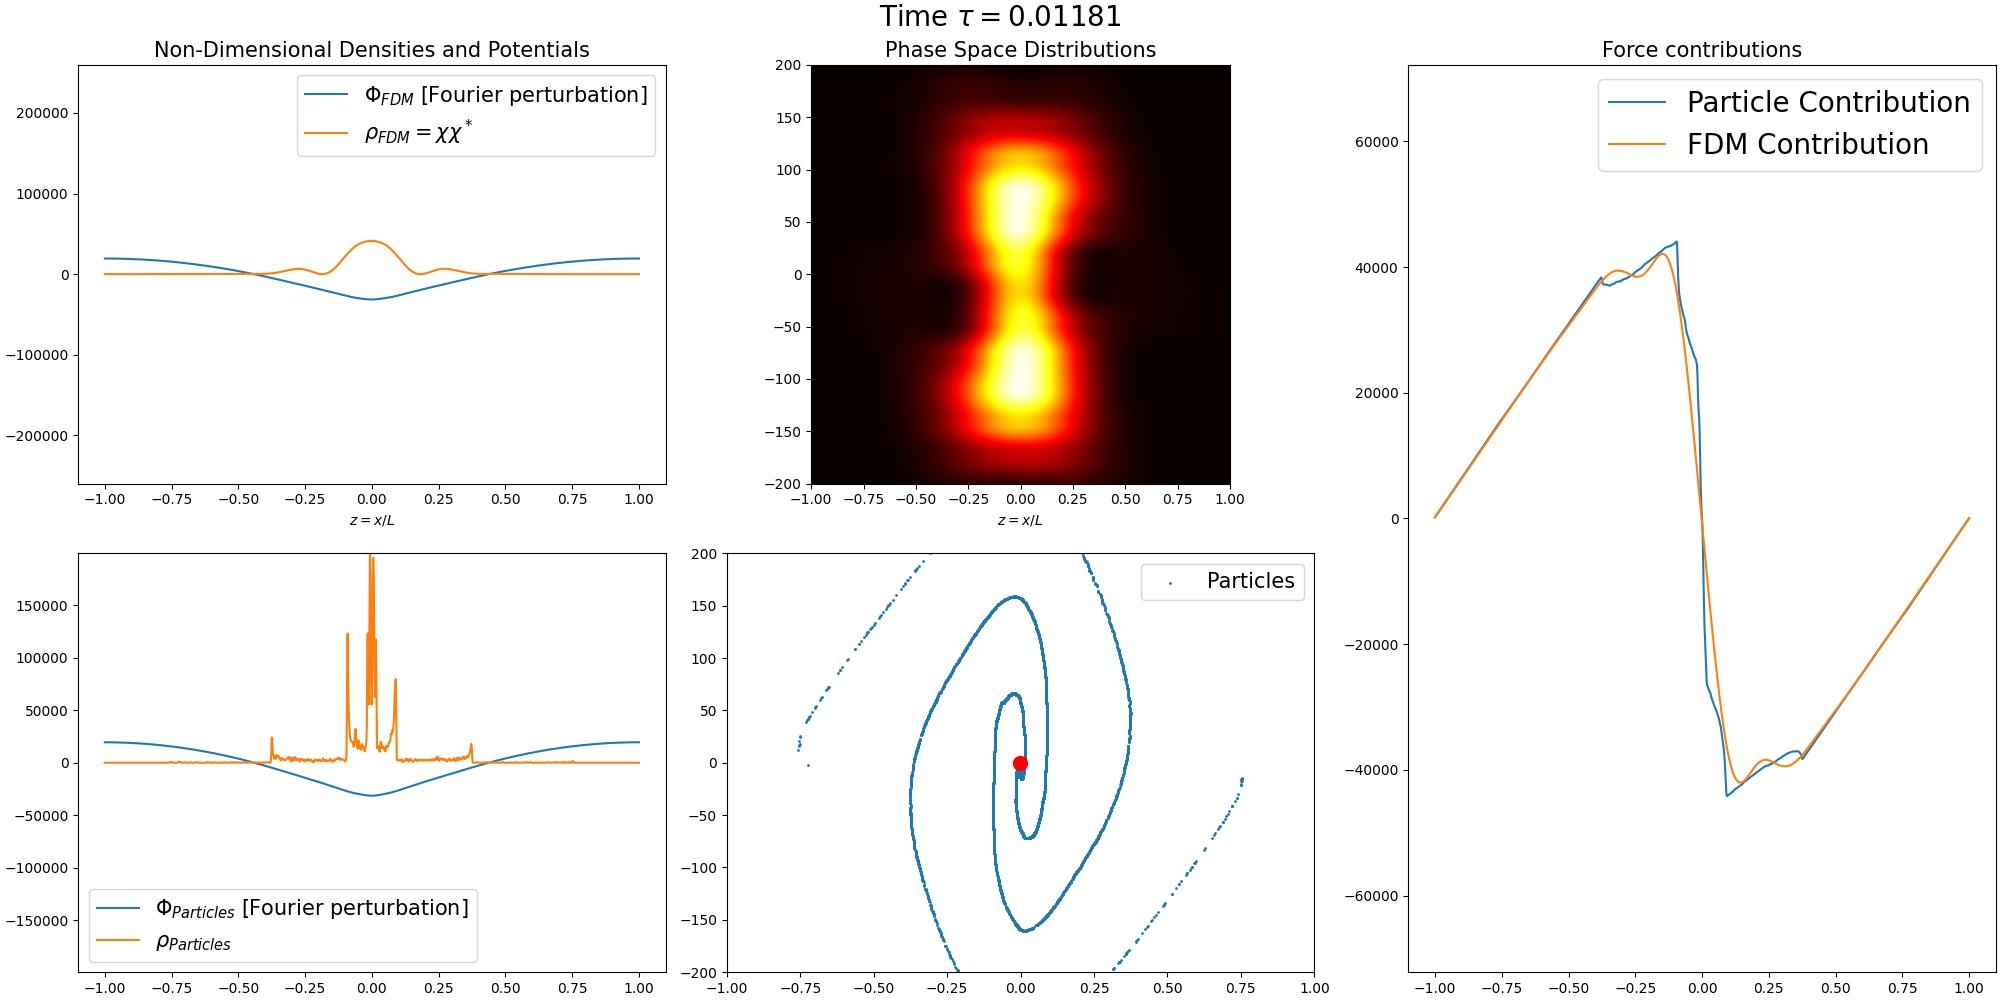 Time τ = 0.01181
Non-Dimensional Densities and Potentials
Φ_FDM [Fourier perturbation]
ρ_FDM = χχ*
200000
100000
0
−100000
−200000
−1.00 −0.75 −0.50 −0.25 0.00 0.25 0.50 0.75 1.00
z = x/L
Phase Space Distributions
200
150
100
50
0
−50
−100
−150
−200
−1.00 −0.75 −0.50 −0.25 0.00 0.25 0.50 0.75 1.00
z = x/L
Force contributions
Particle Contribution
FDM Contribution
60000
40000
20000
0
−20000
−40000
−60000
−1.00 −0.75 −0.50 −0.25 0.00 0.25 0.50 0.75 1.00
150000
100000
50000
0
−50000
−100000
−150000
Φ_Particles [Fourier perturbation]
ρ_Particles
−1.00 −0.75 −0.50 −0.25 0.00 0.25 0.50 0.75 1.00
Particles
200
150
100
50
0
−50
−100
−150
−200
−1.00 −0.75 −0.50 −0.25 0.00 0.25 0.50 0.75 1.00